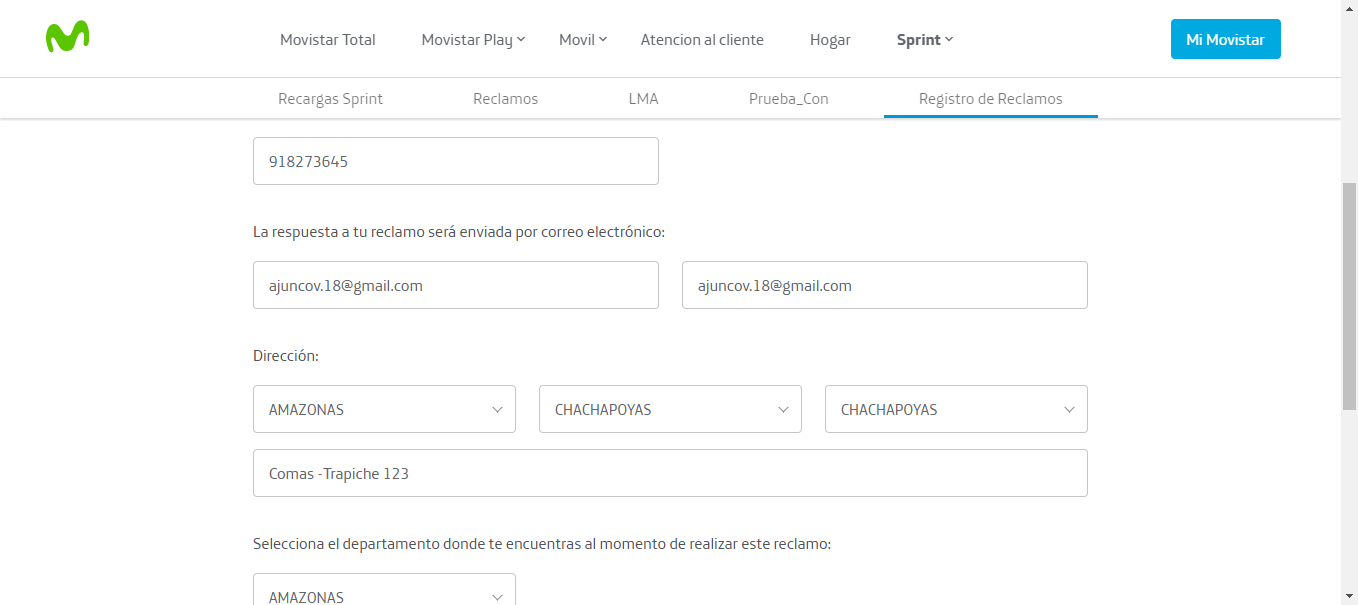 Movistar Total Movistar Play Movil Atencion al cliente Hogar Sprint Mi Movistar
Recargas Sprint Reclamos LMA Prueba_Con Registro de Reclamos
918273645
La respuesta a tu reclamo será enviada por correo electrónico:
ajuncov.18@gmail.com ajuncov.18@gmail.com
Dirección:
AMAZONAS CHACHAPOYAS CHACHAPOYAS
Comas -Trapiche 123
Selecciona el departamento donde te encuentras al momento de realizar este reclamo:
AMAZONAS